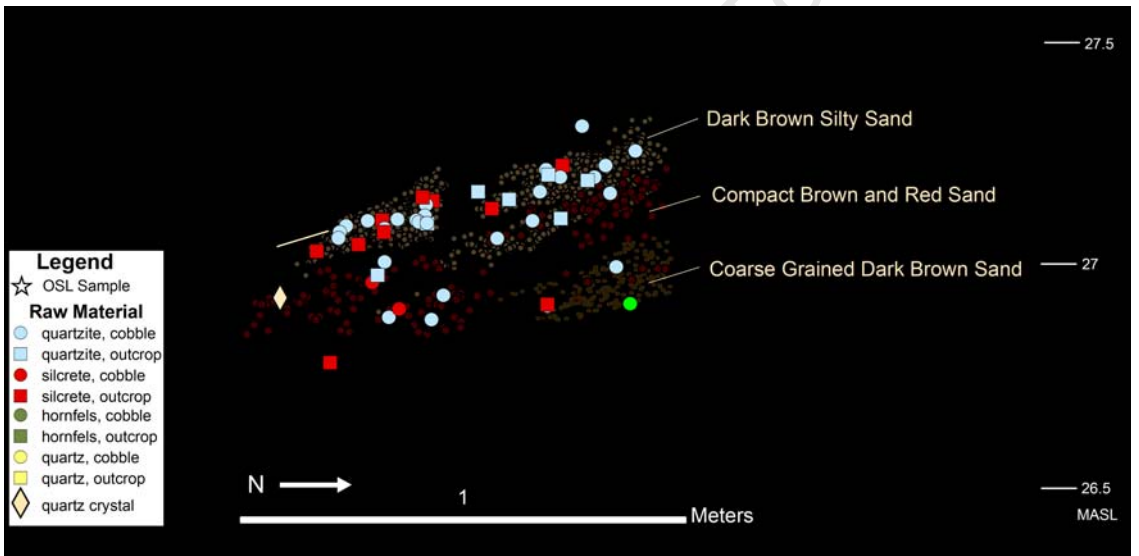 27.5
Dark Brown Silty Sand
Compact Brown and Red Sand
Coarse Grained Dark Brown Sand
27
Legend
OSL Sample
Raw Material
quartzite, cobble
quartzite, outcrop
silcrete, cobble
silcrete, outcrop
hornfels, cobble
hornfels, outcrop
quartz, cobble
quartz, outcrop
quartz crystal
N
1
Meters
26.5
MASL